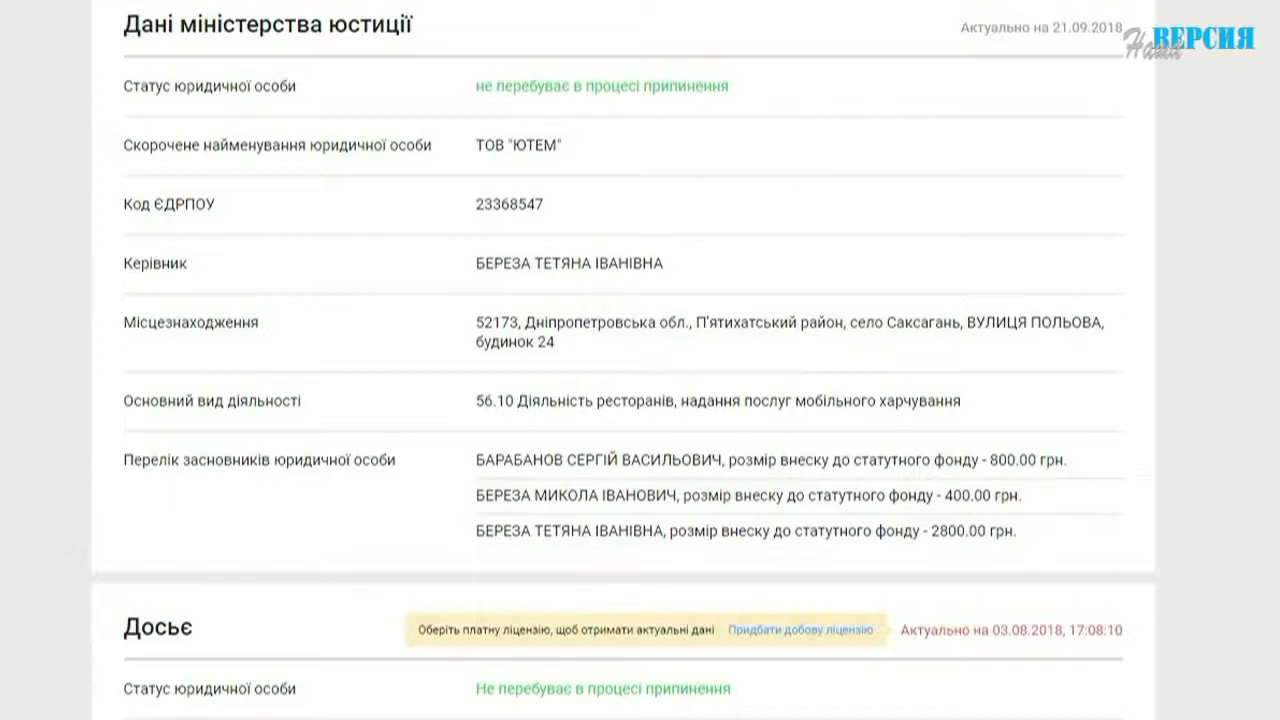 Дані міністерства юстиції
Актуально на 21.09.2018
Наша ВЕРСИЯ
Статус юридичної особи
не перебуває в процесі припинення
Скорочене найменування юридичної особи
ТОВ "ЮТЕМ"
Код ЄДРПОУ
23368547
Керівник
БЕРЕЗА ТЕТЯНА ІВАНІВНА
Місцезнаходження
52173, Дніпропетровська обл., П'ятихатський район, село Саксагань, ВУЛИЦЯ ПОЛЬОВА,
будинок 24
Основний вид діяльності
56.10 Діяльність ресторанів, надання послуг мобільного харчування
Перелік засновників юридичної особи
БАРАБАНОВ СЕРГІЙ ВАСИЛЬОВИЧ, розмір внеску до статутного фонду - 800.00 грн.
БЕРЕЗА МИКОЛА ІВАНОВИЧ, розмір внеску до статутного фонду - 400.00 грн.
БЕРЕЗА ТЕТЯНА ІВАНІВНА, розмір внеску до статутного фонду - 2800.00 грн.
Досьє
Оберіть платну ліцензію, щоб отримати актуальні дані Придбати добову ліцензію
Актуально на 03.08.2018, 17:08:10
Статус юридичної особи
Не перебуває в процесі припинення